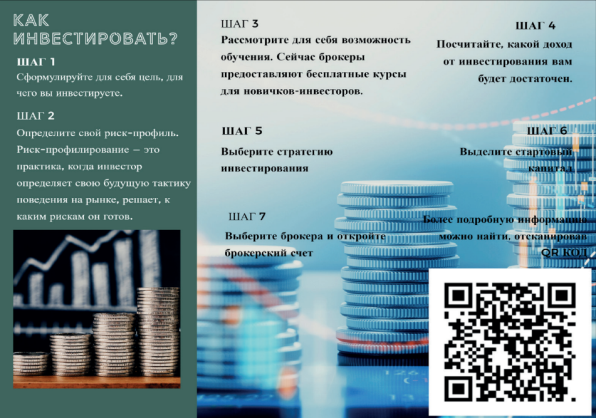 КАК
ИНВЕСТИРОВАТЬ?
ШАГ 1
Сформулируйте для себя цель, для
чего вы инвестируете.
ШАГ 2
Определите свой риск-профиль.
Риск-профилирование – это
практика, когда инвестор
определяет свою будущую тактику
поведения на рынке, решает, к
каким рискам он готов.
ШАГ 3
Рассмотрите для себя возможность
обучения. Сейчас брокеры
предоставляют бесплатные курсы
для новичков-инвесторов.
ШАГ 4
Посчитайте, какой доход
от инвестирования вам
будет достаточен.
ШАГ 5
Выберите стратегию
инвестирования
ШАГ 6
Выделите стартовый
капитал
ШАГ 7
Выберите брокера и откройте
брокерский счет
Более подробную информацию
можно найти, отсканировав
QR КОД